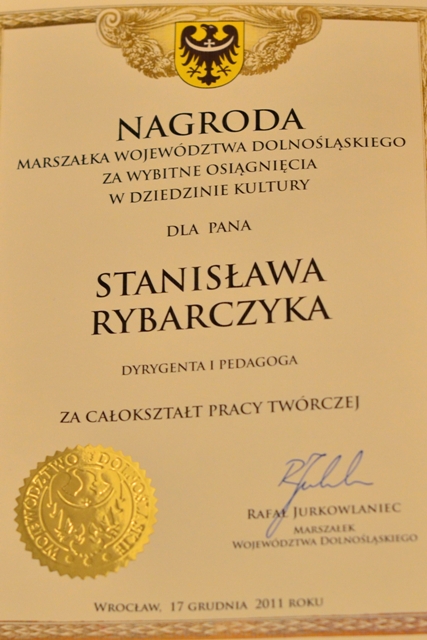 NAGRODA
MARSZAŁKA WOJEWÓDZTWA DOLNOŚLĄSKIEGO
ZA WYBITNE OSIĄGNIĘCIA
W DZIEDZINIE KULTURY
DLA PANA
STANISŁAWA
RYBARCZYKA
DYRYGENTA I PEDAGOGA
ZA CAŁOKSZTAŁT PRACY TWÓRCZEJ
WOJEWÓDZTWO DOLNOŚLĄSKIE
RAFAŁ JURKOWLANIEC
MARSZAŁEK
WOJEWÓDZTWA DOLNOŚLĄSKIEGO
WROCŁAW, 17 GRUDNIA 2011 ROKU